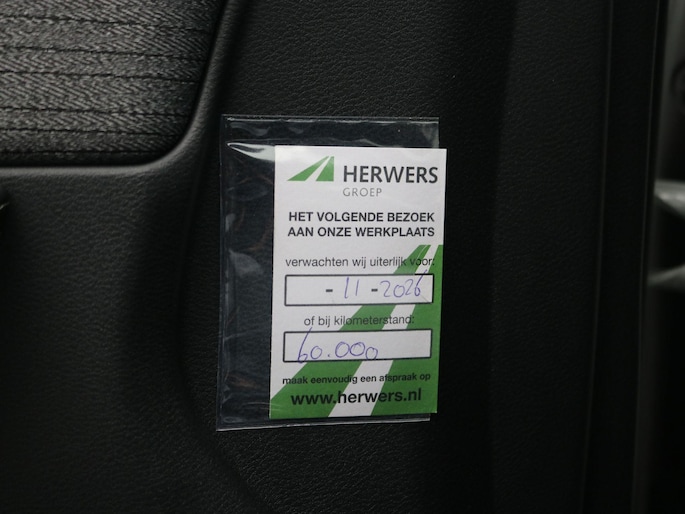 HERWERS
GROEP
HET VOLGENDE BEZOEK
AAN ONZE WERKPLAATS
verwachten wij uiterlijk voor:
- 11 - 2026
of bij kilometerstand:
60.000
maak eenvoudig een afspraak op
www.herwers.nl